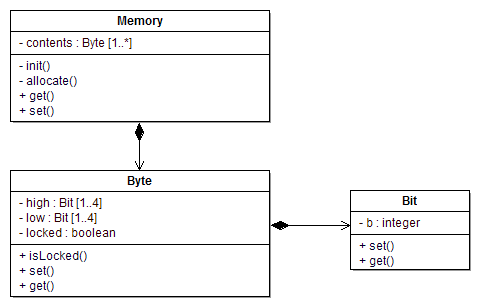 Memory
- contents : Byte [1..*]
- init()
- allocate()
+ get()
+ set()
Byte
- high : Bit [1..4]
- low : Bit [1..4]
- locked : boolean
+ isLocked()
+ set()
+ get()
Bit
- b : integer
+ set()
+ get()